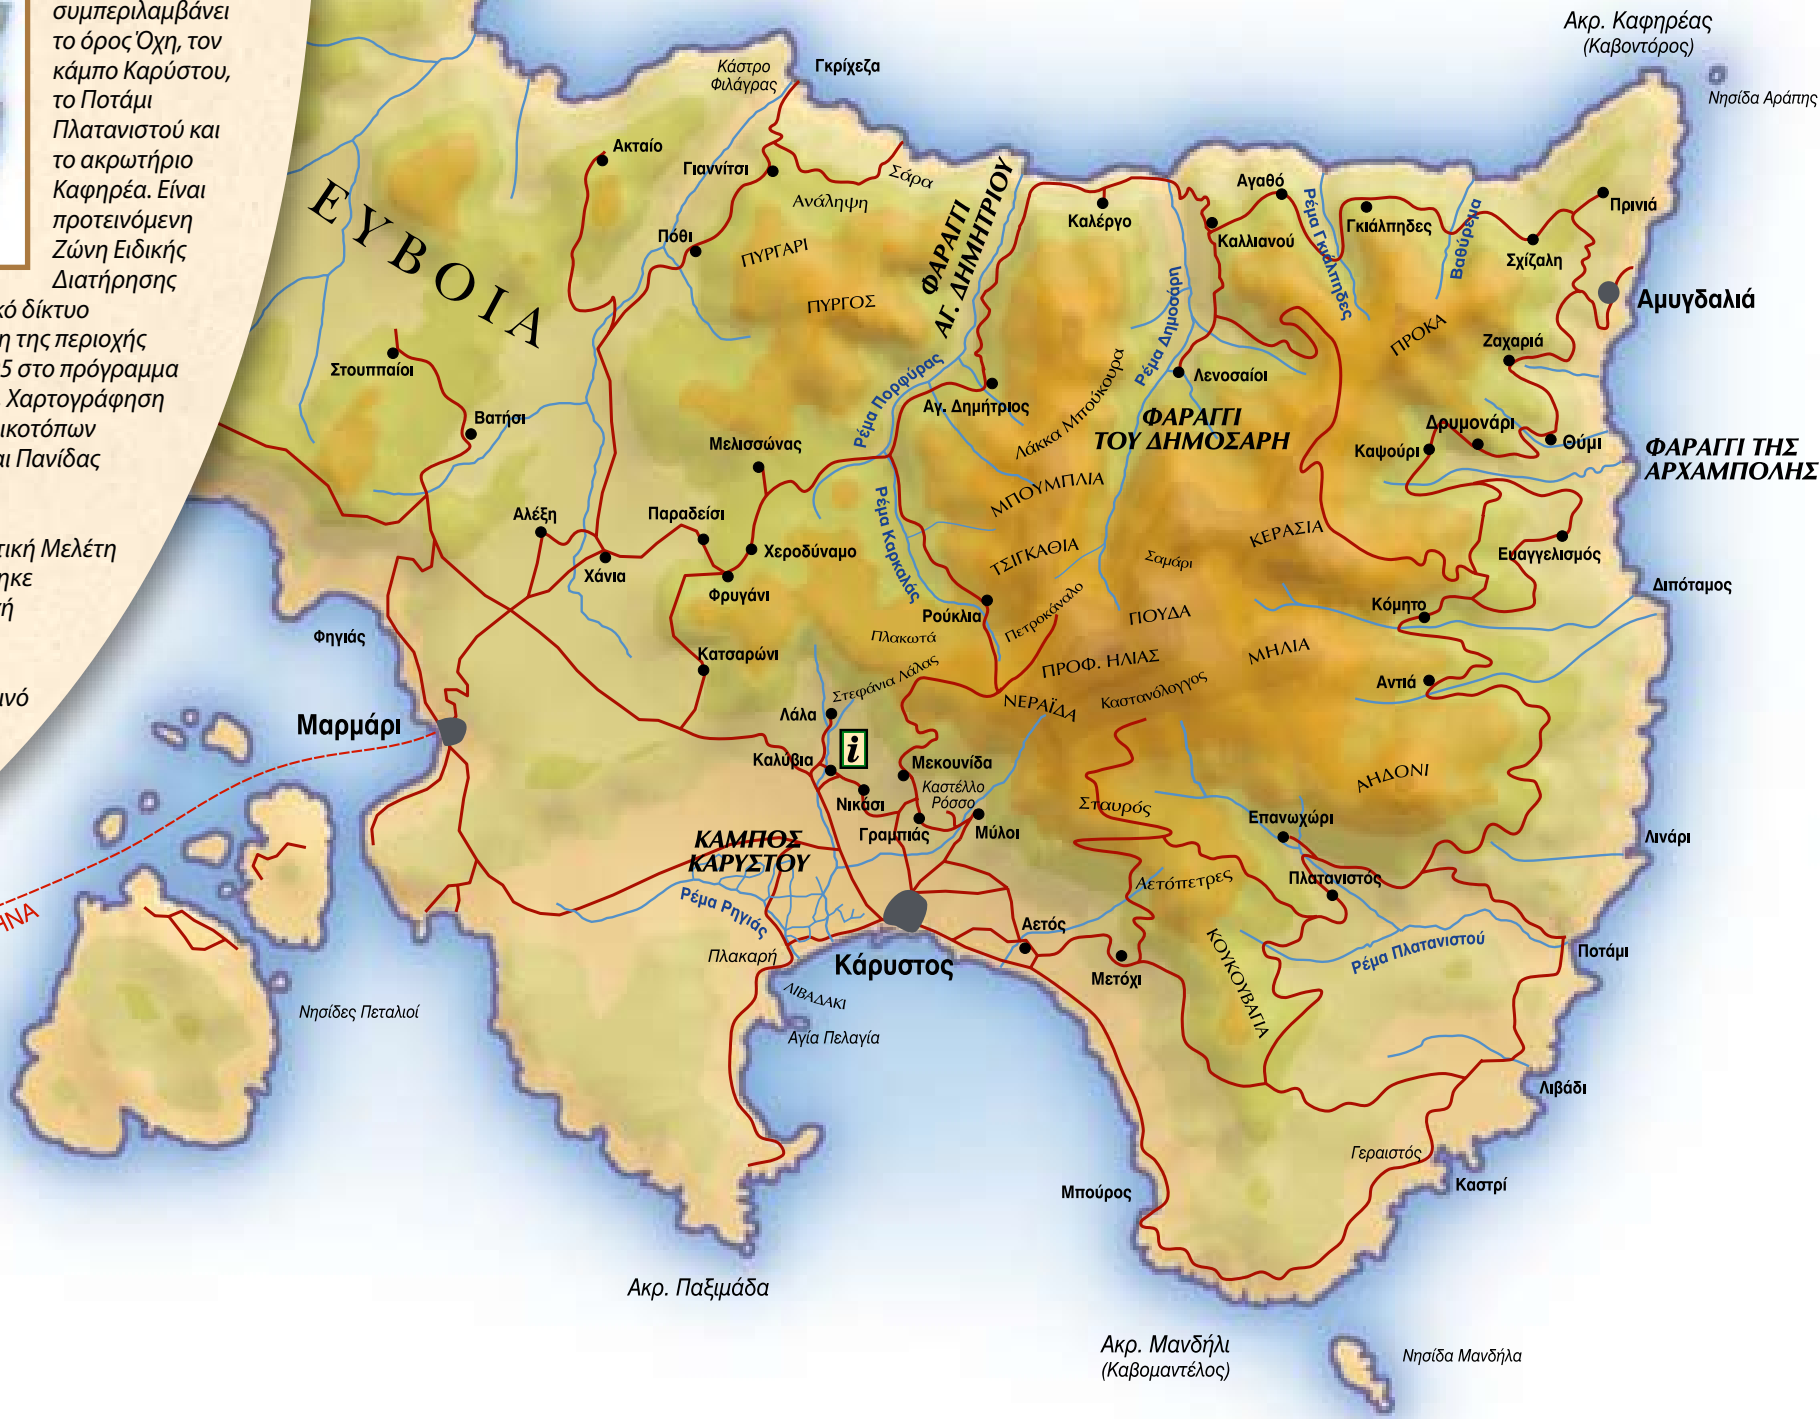 συμπεριλαμβάνει
το όρος Όχη, τον
κάμπο Καρύστου,
το Ποτάμι
Πλατανιστού και
το ακρωτήριο
Καφηρέα. Είναι
προτεινόμενη
Ζώνη Ειδικής
Διατήρησης
κό δίκτυο
η της περιοχής
5 στο πρόγραμμα
Χαρτογράφηση
ικοτόπων
αι Πανίδας
τική Μελέτη
ηκε
ή
ινό
Ακρ. Καφηρέας
(Καβοντόρος)
Νησίδα Αράπης
Κάστρο
Φιλάγρας
Γκρίχεζα
ΕΥΒΟΙΑ
Ακταίο
Γιαννίτσι
Σάρα
Ανάληψη
Πόθι
ΠΥΡΓΑΡΙ
ΠΥΡΓΟΣ
ΦΑΡΑΓΓΙ
ΑΓ. ΔΗΜΗΤΡΙΟΥ
Καλέργο
Αγαθό
Καλλιανού
Ρέμα Γκιάλπηδες
Γκιάλπηδες
Βαθύρεμα
Σχίζαλη
Πρινιά
Αμυγδαλιά
Στουππαίοι
Βατήσι
Ρέμα Πορφύρας
Αγ. Δημήτριος
Λάκκα Μπούκουρα
Ρέμα Δημοσάρη
Λενοσαίοι
ΦΑΡΑΓΓΙ
ΤΟΥ ΔΗΜΟΣΑΡΗ
ΠΡΟΚΑ
Ζαχαριά
Δρυμονάρι
Καψούρι
Θύμι
ΦΑΡΑΓΓΙ ΤΗΣ
ΑΡΧΑΜΠΟΛΗΣ
Μελισσώνας
ΜΠΟΥΜΠΛΙΑ
Αλέξη
Παραδείσι
Χεροδύναμο
Ρέμα Καρκαλάς
ΤΣΙΓΚΑΘΙΑ
Σαμάρι
ΚΕΡΑΣΙΑ
Ευαγγελισμός
Χάνια
Φρυγάνι
Διπόταμος
Ρούκλια
Πετροκάναλο
ΓΙΟΥΔΑ
Κόμητο
Φηγιάς
Πλακωτά
Κατσαρώνι
Στεφάνια Λάλας
ΠΡΟΦ. ΗΛΙΑΣ
ΜΗΛΙΑ
Αντιά
ΝΕΡΑΪΔΑ
Καστανόλογγος
Μαρμάρι
Λάλα
i
Καλύβια
Μεκουνίδα
Νικάσι
Καστέλλο
Ρόσσο
Γραμπιάς
Μύλοι
Σταυρός
ΑΗΔΟΝΙ
Επανωχώρι
Λινάρι
ΚΑΜΠΟΣ
ΚΑΡΥΣΤΟΥ
Αετόπετρες
Πλατανιστός
Ρέμα Ρηγιάς
ΗΝΑ
Αετός
Πλακαρή
Κάρυστος
Μετόχι
ΚΟΥΚΟΥΒΑΓΙΑ
Ρέμα Πλατανιστού
Ποτάμι
ΛΙΒΑΔΑΚΙ
Νησίδες Πεταλιοί
Αγία Πελαγία
Λιβάδι
Γεραιστός
Μπούρος
Καστρί
Ακρ. Παξιμάδα
Ακρ. Μανδήλι
(Καβομαντέλος)
Νησίδα Μανδήλα